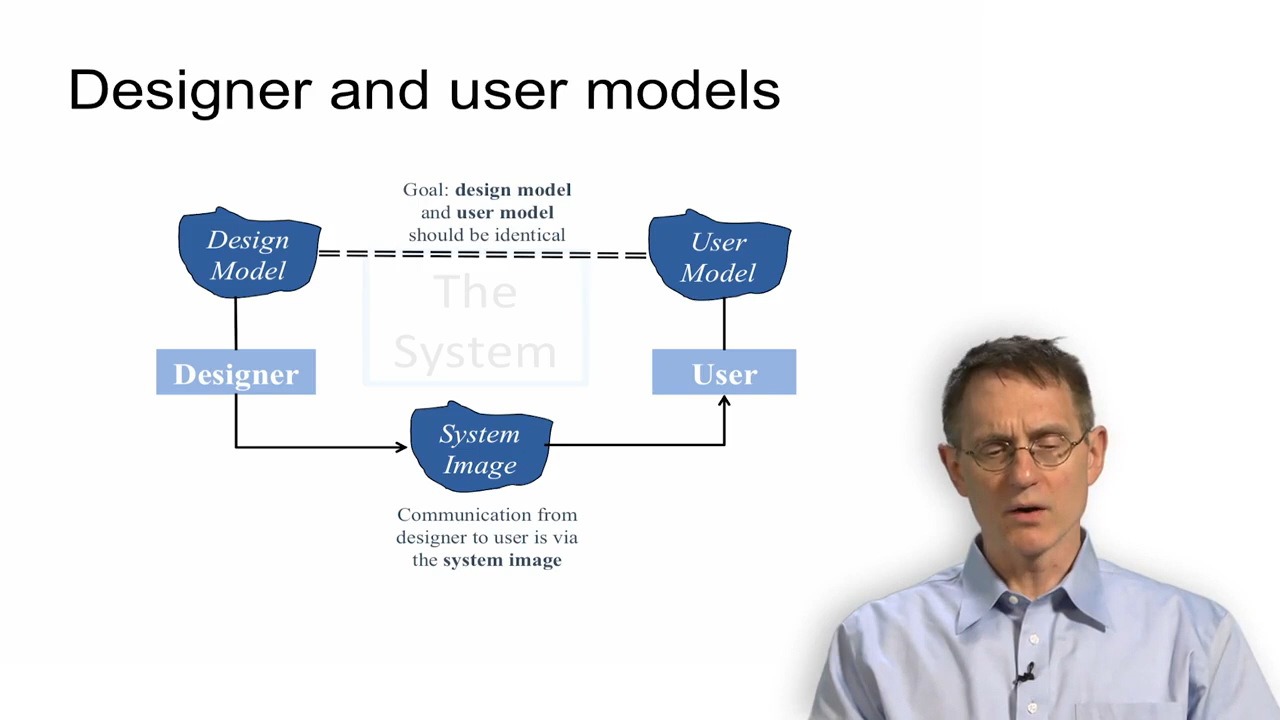 Designer and user models
Goal: design model
and user model
should be identical
Design
Model
User
Model
The
System
Designer
User
System
Image
Communication from
designer to user is via
the system image